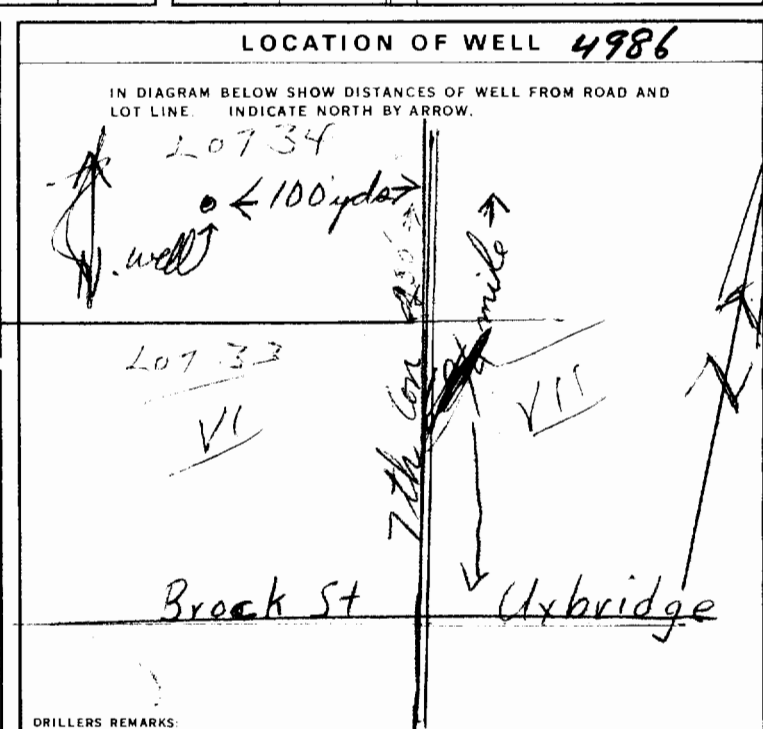 LOCATION OF WELL 4986
IN DIAGRAM BELOW SHOW DISTANCES OF WELL FROM ROAD AND
LOT LINE. INDICATE NORTH BY ARROW.
LOT 34
100 yds
N. well
mile
LOT 33
VI
VII
7th Con
N
Brock St Uxbridge
DRILLERS REMARKS: